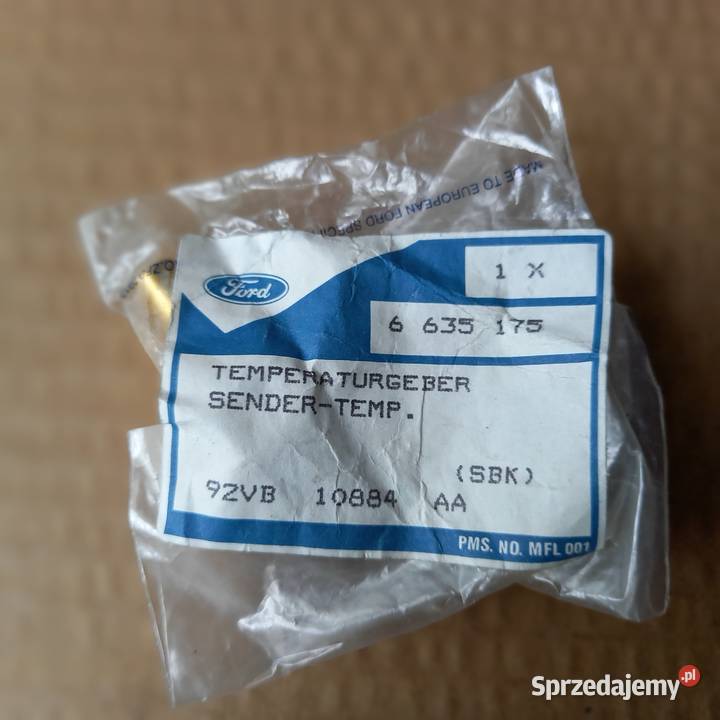 MADE TO EUROPEAN FORD SPECIF
Ford
1 X
6 635 175
TEMPERATURGEBER
SENDER-TEMP.
(SBK)
92VB 10884 AA
PMS. NO. MFL 001
Sprzedajemy.pl